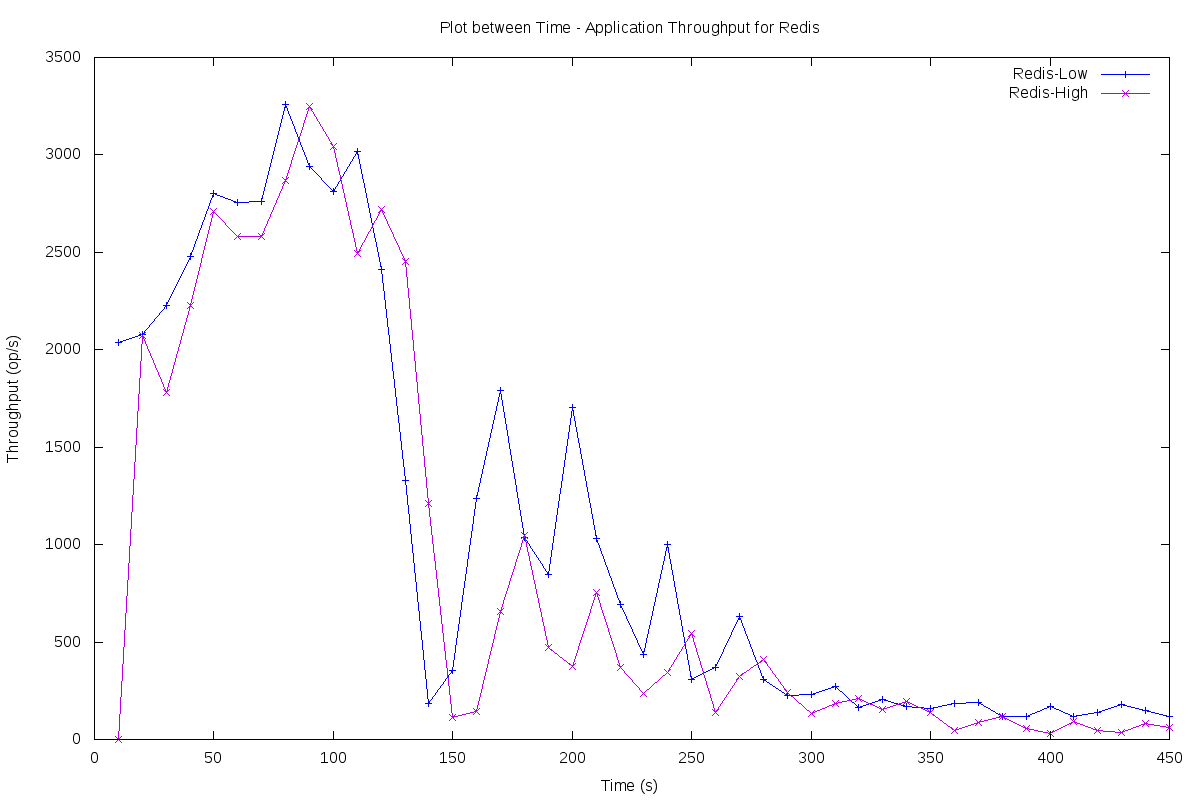 Plot between Time - Application Throughput for Redis
3500
3000
2500
2000
1500
1000
500
0
Throughput (op/s)
Redis-Low
Redis-High
0 50 100 150 200 250 300 350 400 450
Time (s)